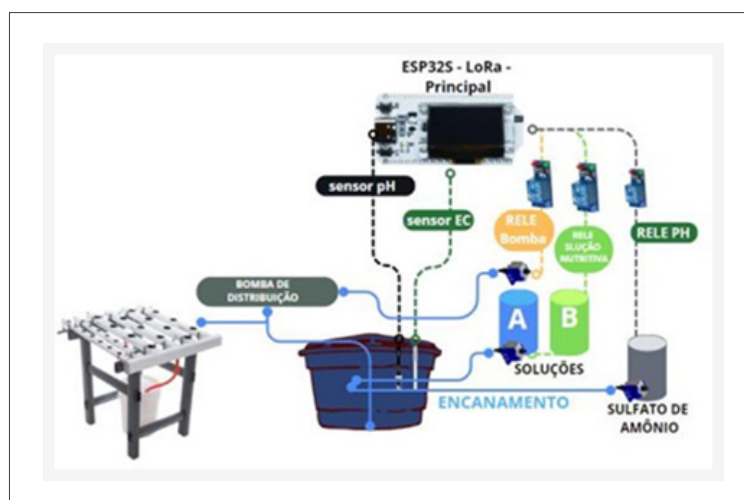 ESP32S - LoRa -
Principal
sensor pH
sensor EC
RELE
Bomba
RELE
SLUÇÃO
NUTRITIVA
RELE PH
BOMBA DE
DISTRIBUIÇÃO
A
B
SOLUÇÕES
ENCANAMENTO
SULFATO DE
AMÔNIO